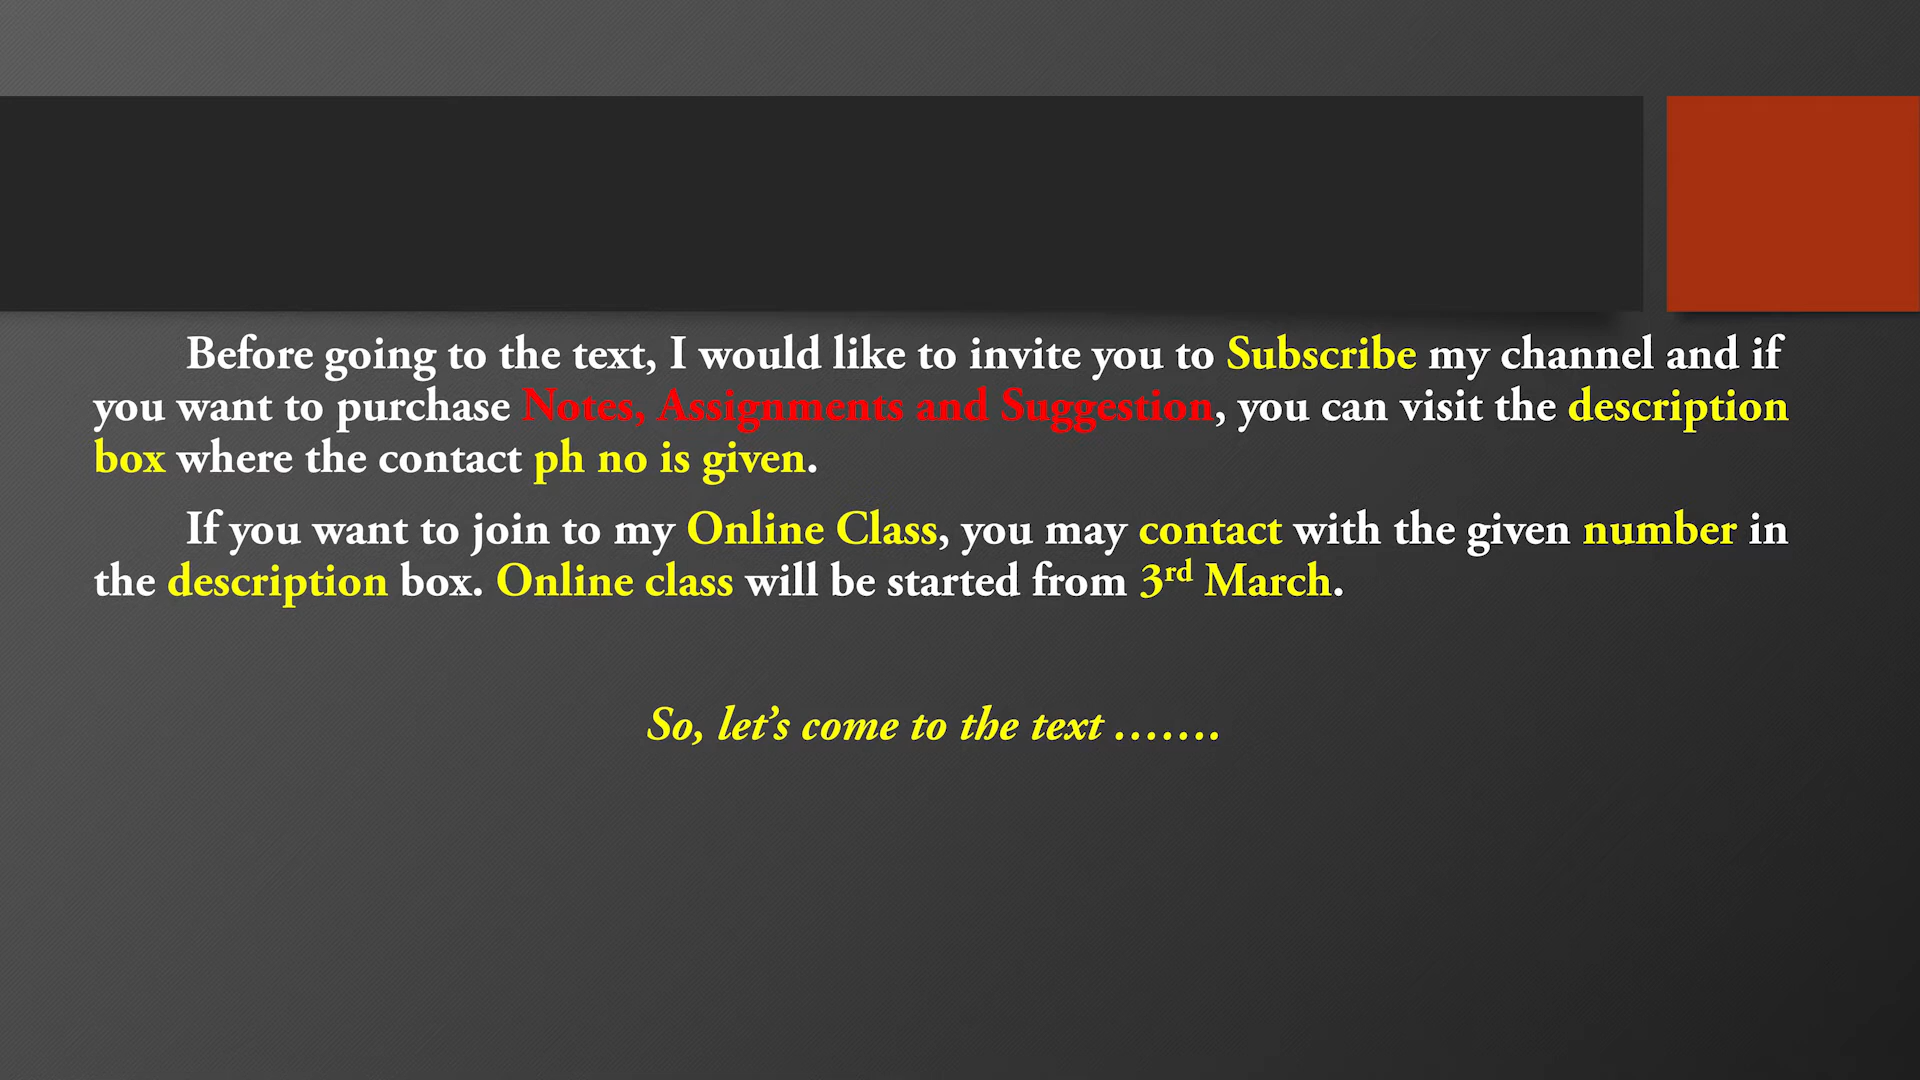 Before going to the text, I would like to invite you to Subscribe my channel and if
you want to purchase Notes, Assignments and Suggestion, you can visit the description
box where the contact ph no is given.
If you want to join to my Online Class, you may contact with the given number in
the description box. Online class will be started from 3rd March.
So, let’s come to the text .......